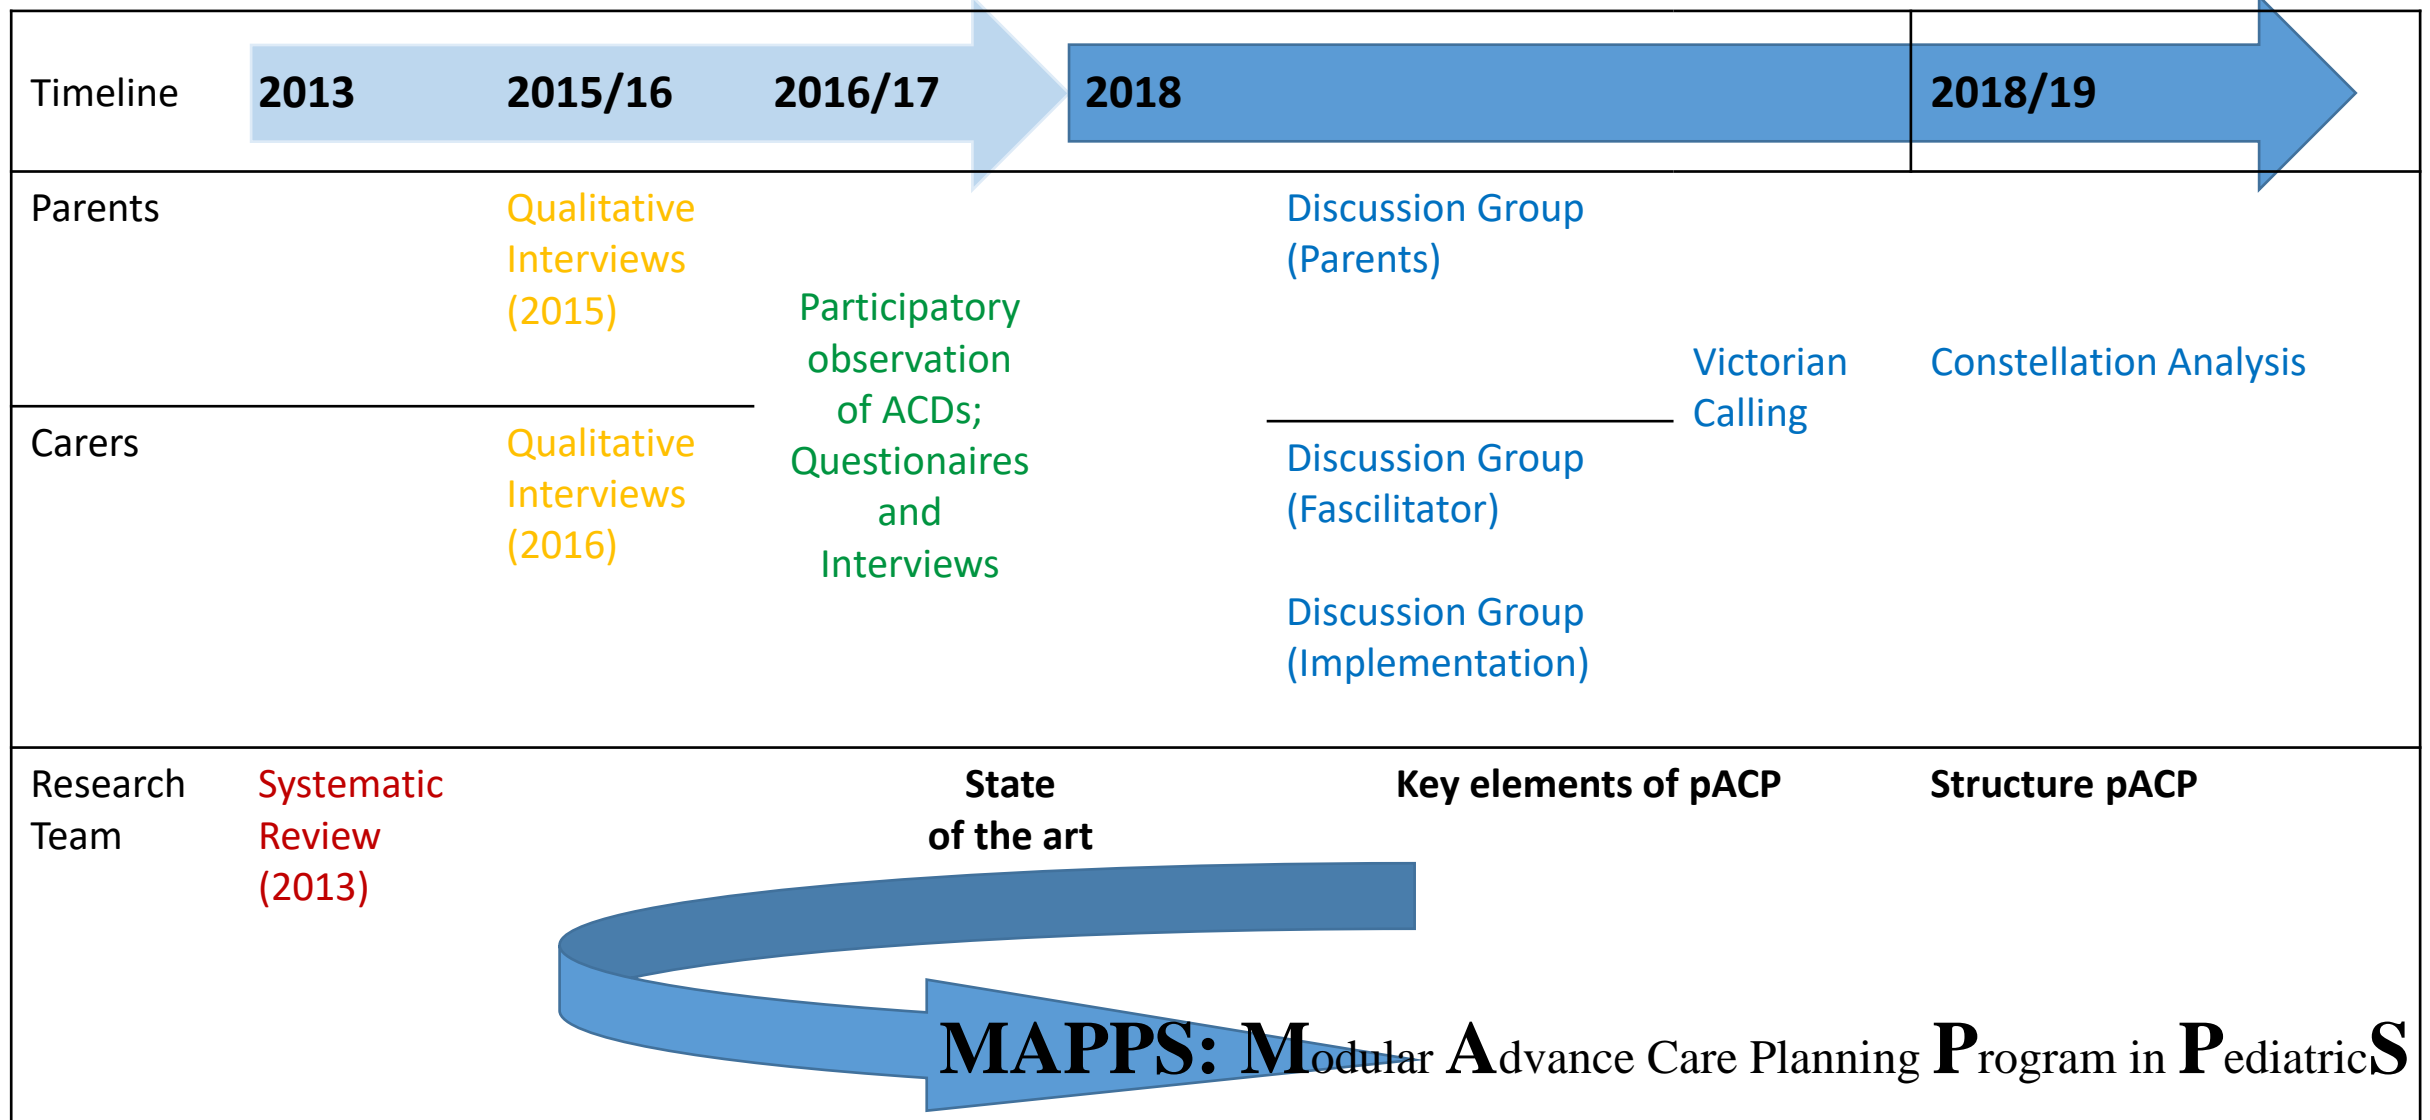 Timeline
2013
2015/16
2016/17
2018
2018/19
Parents
Qualitative
Interviews
(2015)
Participatory
observation
of ACDs;
Questionaires
and
Interviews
Discussion Group
(Parents)
Victorian
Calling
Constellation Analysis
Carers
Qualitative
Interviews
(2016)
Discussion Group
(Fascilitator)
Discussion Group
(Implementation)
Research
Team
Systematic
Review
(2013)
State
of the art
Key elements of pACP
Structure pACP
MAPPS: Modular Advance Care Planning Program in PediatricS